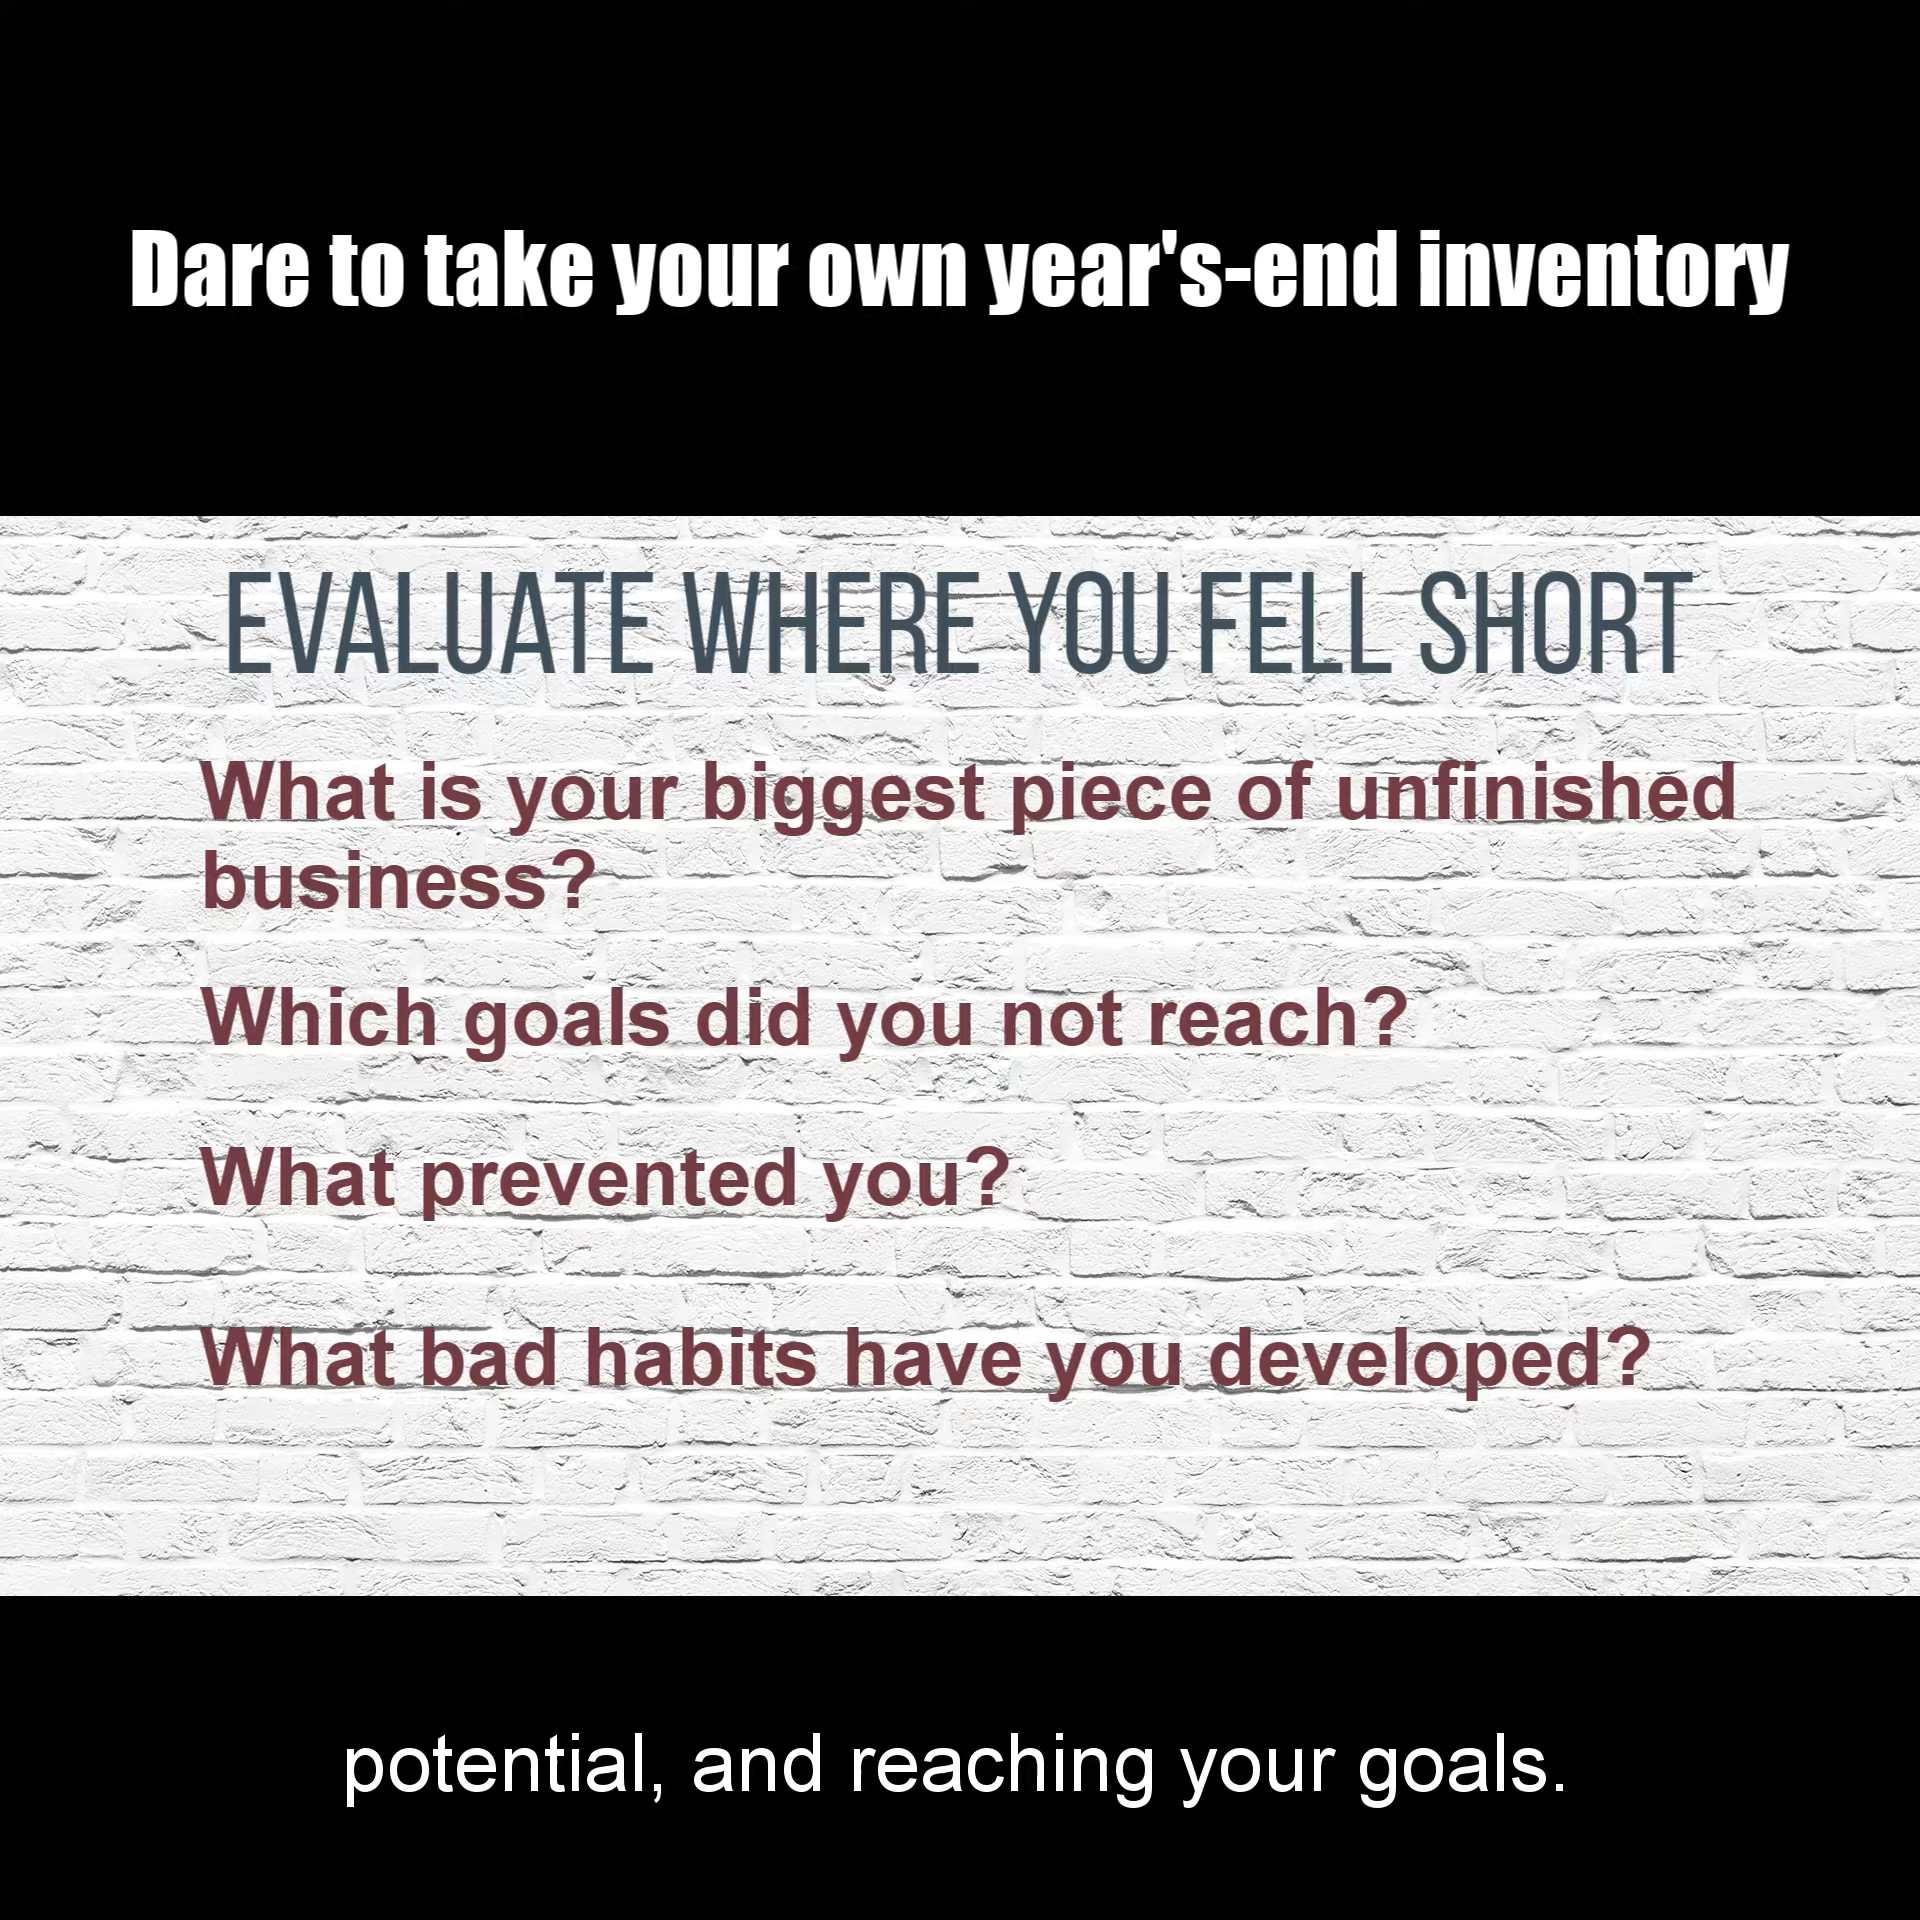 Dare to take your own year's-end inventory
EVALUATE WHERE YOU FELL SHORT
What is your biggest piece of unfinished
business?
Which goals did you not reach?
What prevented you?
What bad habits have you developed?
potential, and reaching your goals.